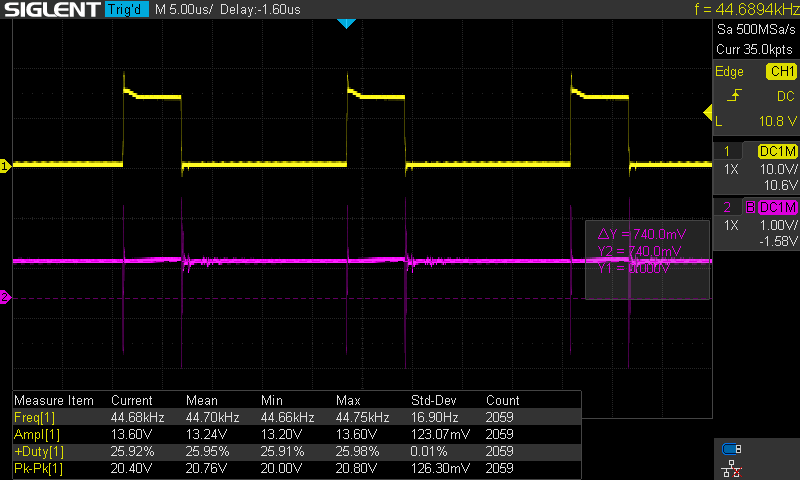 SIGLENT Trig'd M 5.00us/ Delay:-1.60us f = 44.6894kHz
Sa 500MSa/s
Curr 35.0kpts
Edge CH1
DC
L 10.8 V
1 DC1M
1X 10.0V/
10.6V
2 B DC1M
1X 1.00V/
-1.58V
1
2
ΔY = 740.0mV
Y2 = 740.0mV
Y1 = 0.000V
Measure Item Current Mean Min Max Std-Dev Count
Freq[1] 44.68kHz 44.70kHz 44.66kHz 44.75kHz 16.90Hz 2059
Ampl[1] 13.60V 13.24V 13.20V 13.60V 123.07mV 2059
+Duty[1] 25.92% 25.95% 25.91% 25.98% 0.01% 2059
Pk-Pk[1] 20.40V 20.76V 20.00V 20.80V 126.30mV 2059